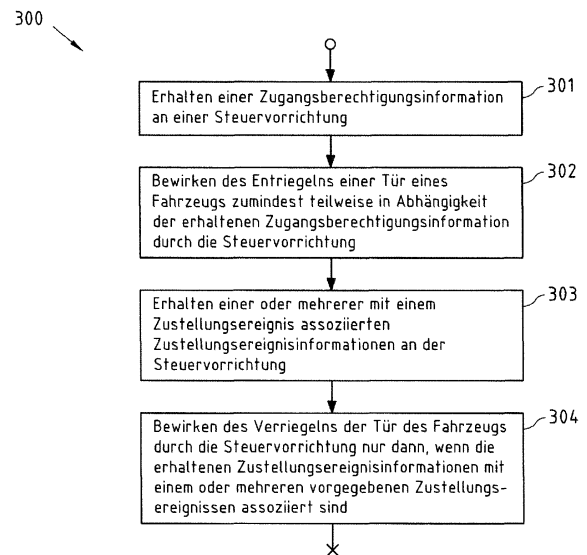 300
Erhalten einer Zugangsberechtigungsinformation
an einer Steuervorrichtung
301
Bewirken des Entriegelns einer Tür eines
Fahrzeugs zumindest teilweise in Abhängigkeit
der erhaltenen Zugangsberechtigungsinformation
durch die Steuervorrichtung
302
Erhalten einer oder mehrerer mit einem
Zustellungsereignis assoziierten
Zustellungsereignisinformationen an der
Steuervorrichtung
303
Bewirken des Verriegelns der Tür des Fahrzeugs
durch die Steuervorrichtung nur dann, wenn die
erhaltenen Zustellungsereignisinformationen mit
einem oder mehreren vorgegebenen Zustellungs-
ereignissen assoziiert sind
304